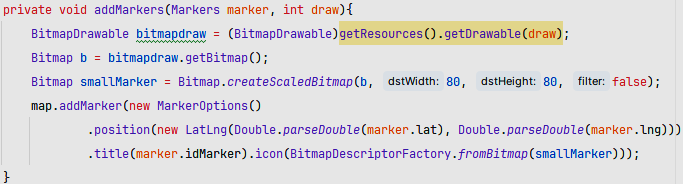 private void addMarkers(Markers marker, int draw){
BitmapDrawable bitmapdraw = (BitmapDrawable)getResources().getDrawable(draw);
Bitmap b = bitmapdraw.getBitmap();
Bitmap smallMarker = Bitmap.createScaledBitmap(b, dstWidth: 80, dstHeight: 80, filter: false);
map.addMarker(new MarkerOptions()
.position(new LatLng(Double.parseDouble(marker.lat), Double.parseDouble(marker.lng)))
.title(marker.idMarker).icon(BitmapDescriptorFactory.fromBitmap(smallMarker)));
}